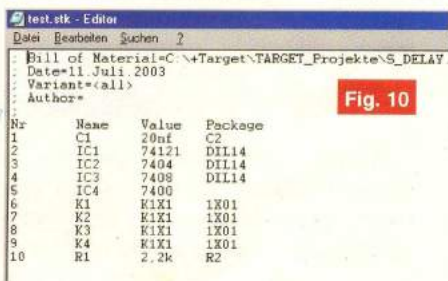 test.stk - Editor
Datei Bearbeiten Suchen ?
; Bill of Material=C:\+Target\TARGET_Projekte\S_DELAY.
; Date=11.Juli.2003
; Variant=<all>
; Author=
;
Fig. 10
Nr Name Value Package
1 C1 20nf C2
2 IC1 74121 DIL14
3 IC2 7404 DIL14
4 IC3 7408 DIL14
5 IC4 7400
6 K1 K1X1 1X01
7 K2 K1X1 1X01
8 K3 K1X1 1X01
9 K4 K1X1 1X01
10 R1 2,2k R2